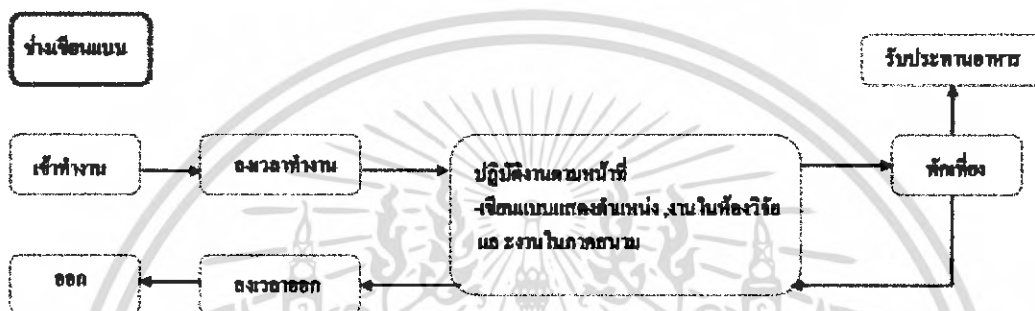 ช่างเขียนแบบ
รับประทานอาหาร
เข้าทำงาน
ลงเวลาทำงาน
ปฏิบัติงานตามหน้าที่
-เขียนแบบแสดงตำแหน่ง ,งานในห้องวิจัย
และงานในภาคสนาม
พักเที่ยง
ออก
ลงเวลาออก